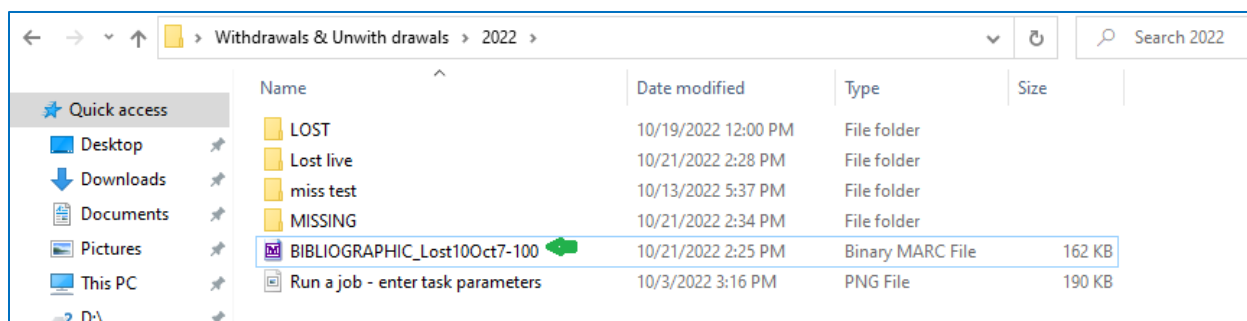 Withdrawals & Unwith drawals > 2022 > Search 2022
Name Date modified Type Size
Quick access
Desktop
Downloads
Documents
Pictures
This PC
D:\
LOST 10/19/2022 12:00 PM File folder
Lost live 10/21/2022 2:28 PM File folder
miss test 10/13/2022 5:37 PM File folder
MISSING 10/21/2022 2:34 PM File folder
BIBLIOGRAPHIC_Lost10Oct7-100 10/21/2022 2:25 PM Binary MARC File 162 KB
Run a job - enter task parameters 10/3/2022 3:16 PM PNG File 190 KB